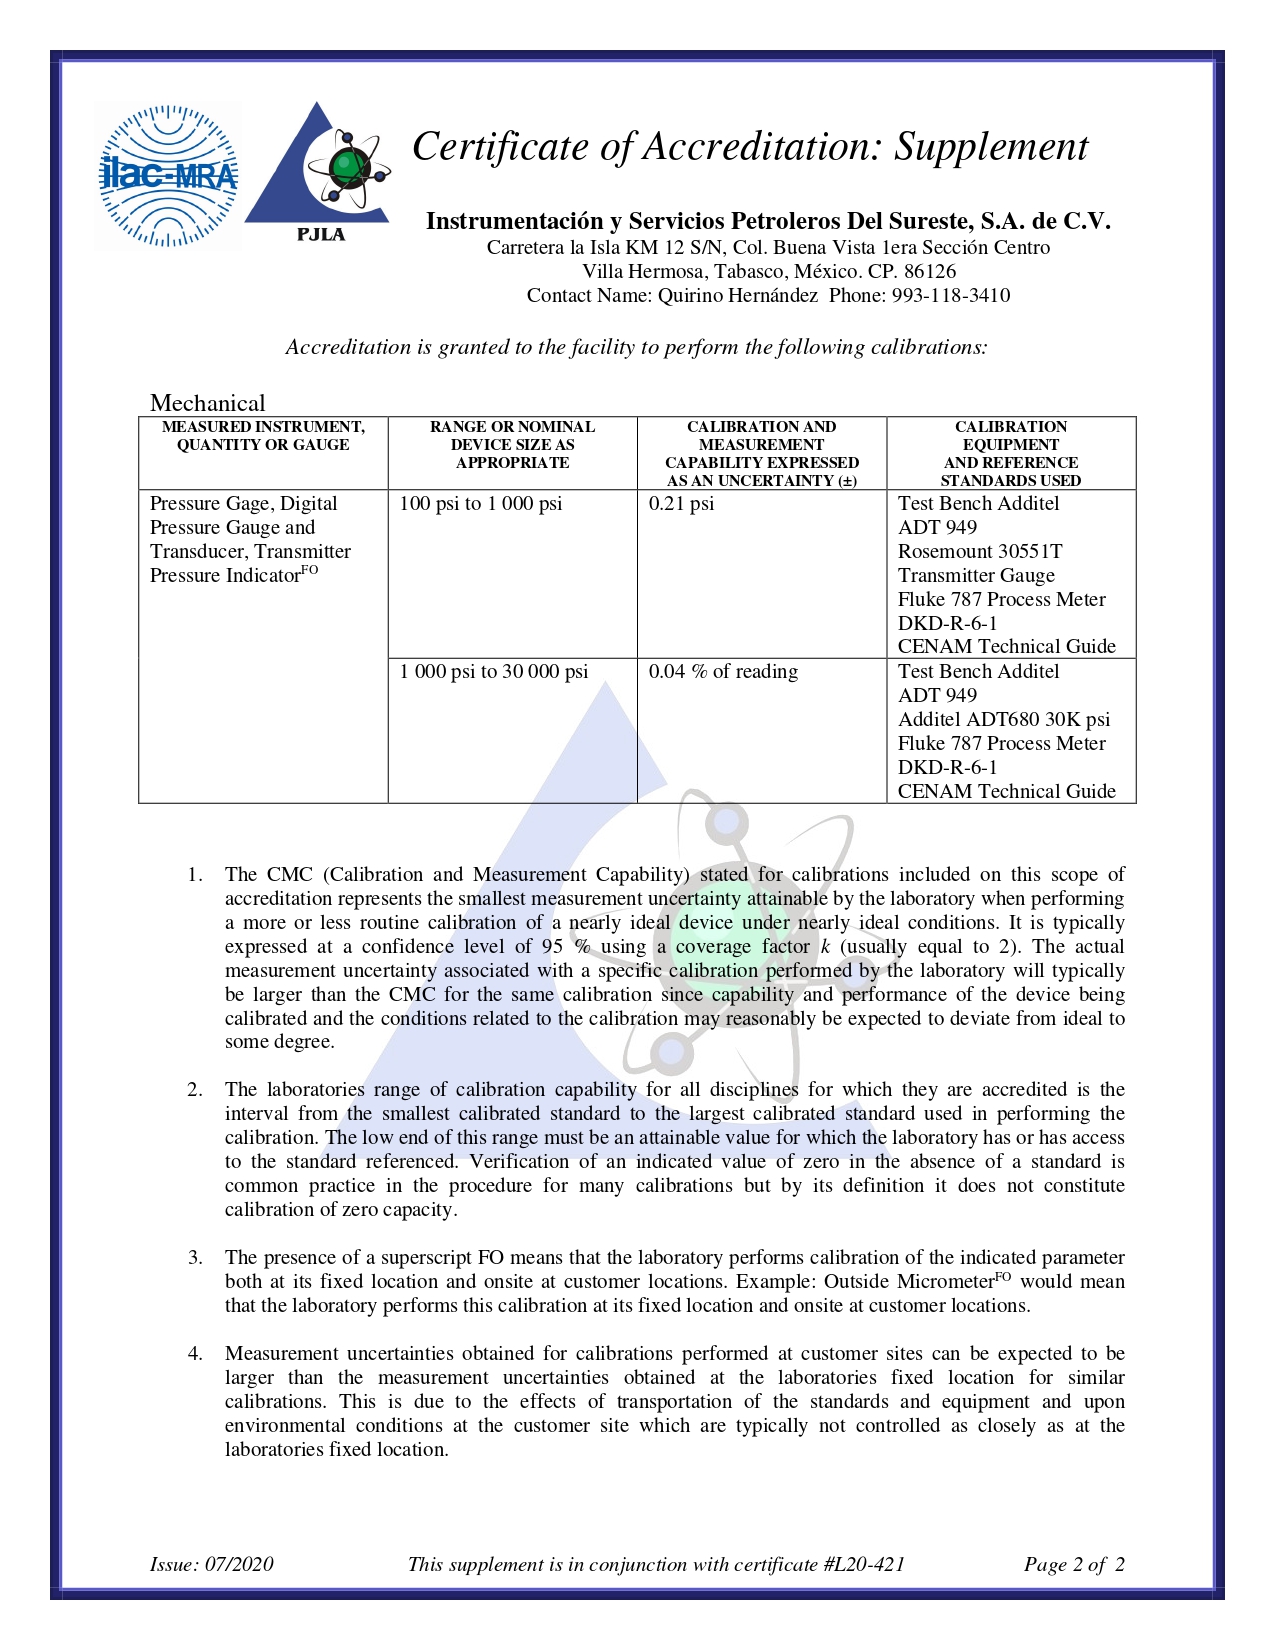 ilac-MRA
PJLA
Certificate of Accreditation: Supplement
Instrumentación y Servicios Petroleros Del Sureste, S.A. de C.V.
Carretera la Isla KM 12 S/N, Col. Buena Vista 1era Sección Centro
Villa Hermosa, Tabasco, México. CP. 86126
Contact Name: Quirino Hernández  Phone: 993-118-3410
Accreditation is granted to the facility to perform the following calibrations:
Mechanical
MEASURED INSTRUMENT,
QUANTITY OR GAUGE
RANGE OR NOMINAL
DEVICE SIZE AS
APPROPRIATE
CALIBRATION AND
MEASUREMENT
CAPABILITY EXPRESSED
AS AN UNCERTAINTY (±)
CALIBRATION
EQUIPMENT
AND REFERENCE
STANDARDS USED
Pressure Gage, Digital
Pressure Gauge and
Transducer, Transmitter
Pressure IndicatorFO
100 psi to 1 000 psi
0.21 psi
Test Bench Additel
ADT 949
Rosemount 30551T
Transmitter Gauge
Fluke 787 Process Meter
DKD-R-6-1
CENAM Technical Guide
1 000 psi to 30 000 psi
0.04 % of reading
Test Bench Additel
ADT 949
Additel ADT680 30K psi
Fluke 787 Process Meter
DKD-R-6-1
CENAM Technical Guide
1. The CMC (Calibration and Measurement Capability) stated for calibrations included on this scope of
accreditation represents the smallest measurement uncertainty attainable by the laboratory when performing
a more or less routine calibration of a nearly ideal device under nearly ideal conditions. It is typically
expressed at a confidence level of 95 % using a coverage factor k (usually equal to 2). The actual
measurement uncertainty associated with a specific calibration performed by the laboratory will typically
be larger than the CMC for the same calibration since capability and performance of the device being
calibrated and the conditions related to the calibration may reasonably be expected to deviate from ideal to
some degree.
2. The laboratories range of calibration capability for all disciplines for which they are accredited is the
interval from the smallest calibrated standard to the largest calibrated standard used in performing the
calibration. The low end of this range must be an attainable value for which the laboratory has or has access
to the standard referenced. Verification of an indicated value of zero in the absence of a standard is
common practice in the procedure for many calibrations but by its definition it does not constitute
calibration of zero capacity.
3. The presence of a superscript FO means that the laboratory performs calibration of the indicated parameter
both at its fixed location and onsite at customer locations. Example: Outside MicrometerFO would mean
that the laboratory performs this calibration at its fixed location and onsite at customer locations.
4. Measurement uncertainties obtained for calibrations performed at customer sites can be expected to be
larger than the measurement uncertainties obtained at the laboratories fixed location for similar
calibrations. This is due to the effects of transportation of the standards and equipment and upon
environmental conditions at the customer site which are typically not controlled as closely as at the
laboratories fixed location.
Issue: 07/2020
This supplement is in conjunction with certificate #L20-421
Page 2 of  2